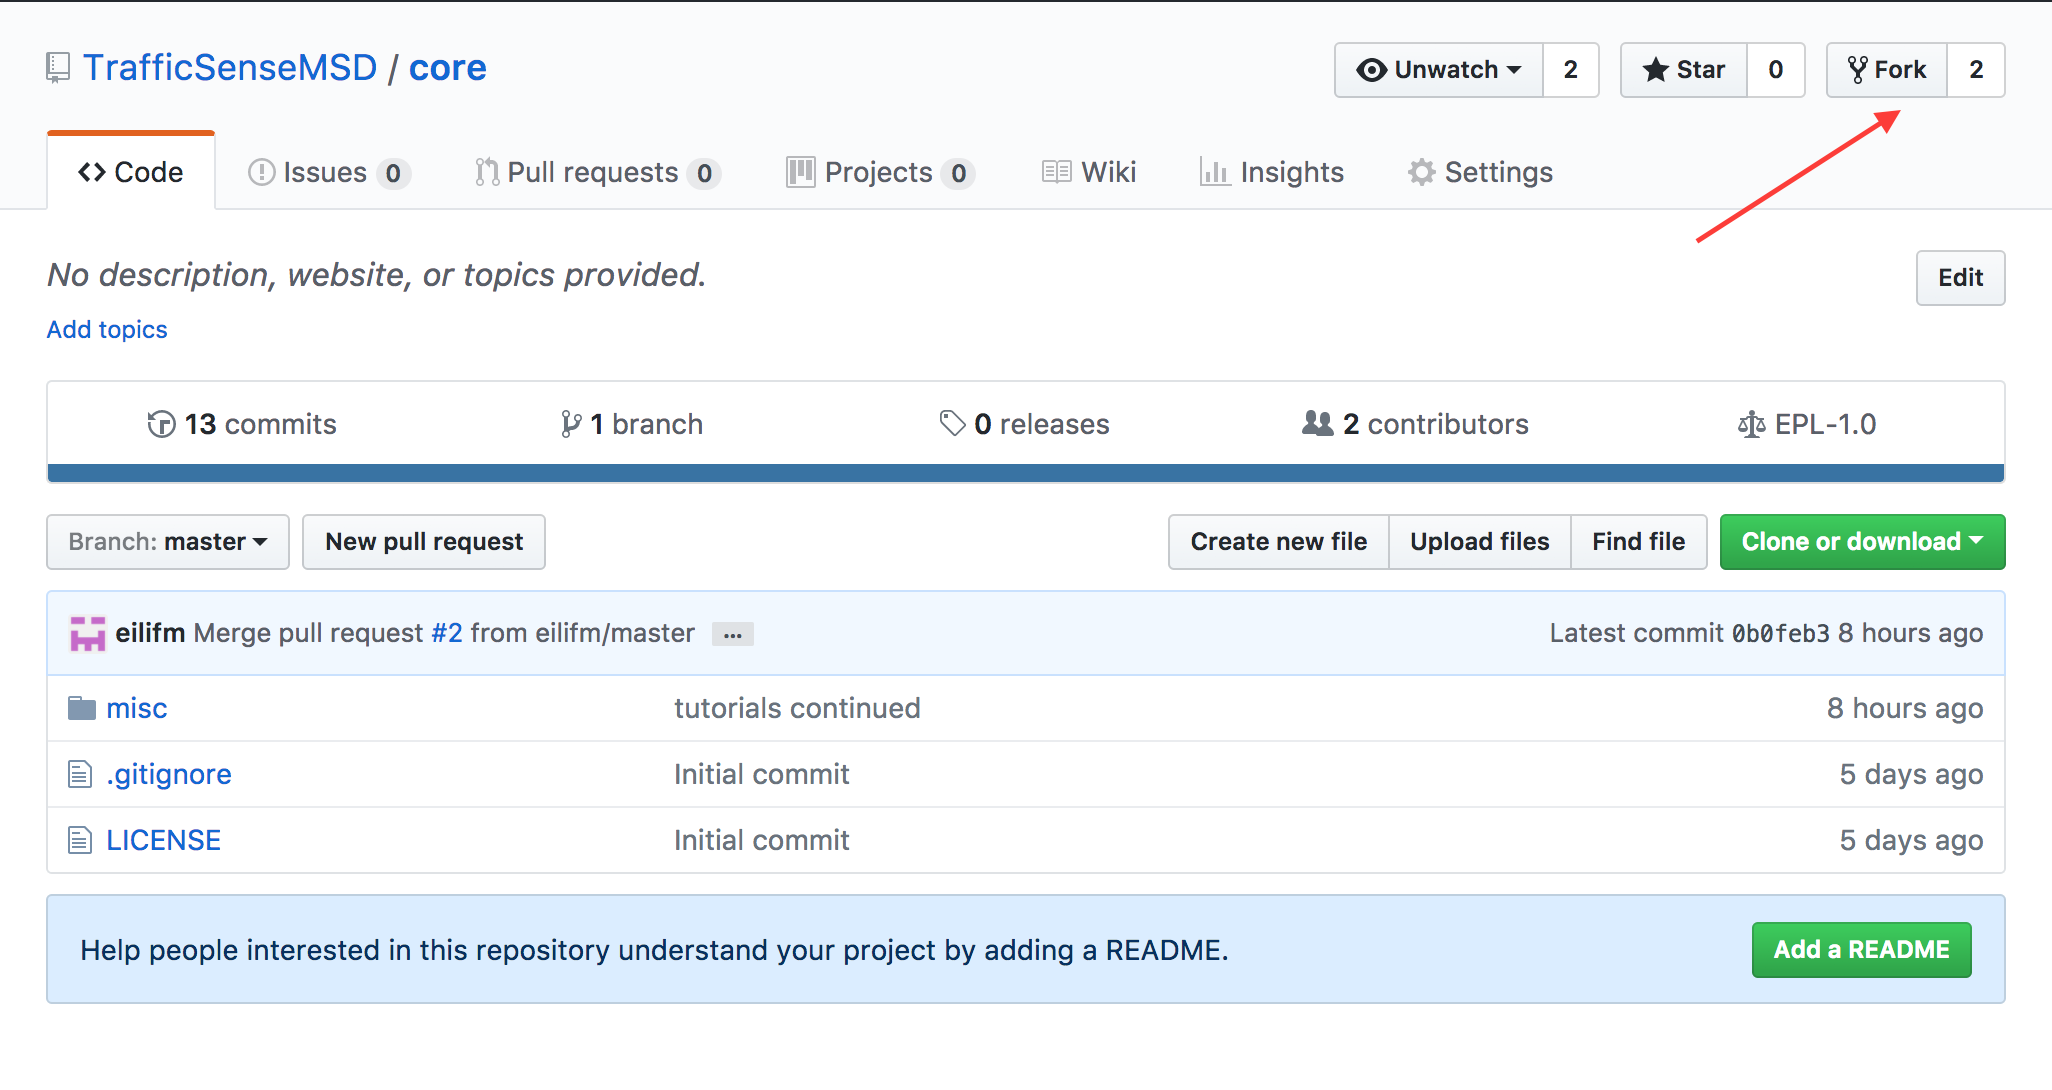 TrafficSenseMSD / core
Unwatch 2 Star 0 Fork 2
Code Issues 0 Pull requests 0 Projects 0 Wiki Insights Settings
No description, website, or topics provided.
Edit
Add topics
13 commits 1 branch 0 releases 2 contributors EPL-1.0
Branch: master New pull request Create new file Upload files Find file Clone or download
eilifm Merge pull request #2 from eilifm/master ... Latest commit 0b0feb3 8 hours ago
misc tutorials continued 8 hours ago
.gitignore Initial commit 5 days ago
LICENSE Initial commit 5 days ago
Help people interested in this repository understand your project by adding a README. Add a README